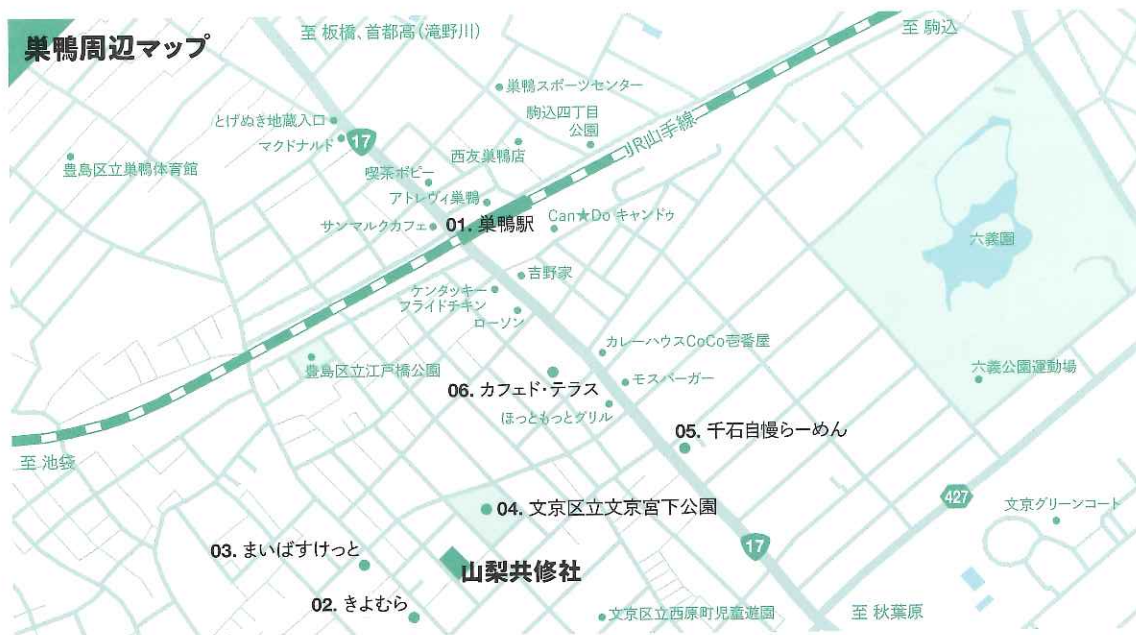 巣鴨周辺マップ
至 板橋、首都高(滝野川)
至 駒込
巣鴨スポーツセンター
駒込四丁目
公園
とげぬき地蔵入口
マクドナルド
17
JR山手線
西友巣鴨店
豊島区立巣鴨体育館
喫茶ポピー
アトレヴィ巣鴨
サンマルクカフェ
01. 巣鴨駅
Can★Do キャンドゥ
六義園
吉野家
ケンタッキー
フライドチキン
ローソン
カレーハウスCoCo壱番屋
豊島区立江戸橋公園
六義公園運動場
06. カフェド・テラス
モスバーガー
ほっともっとグリル
05. 千石自慢らーめん
至 池袋
427
文京グリーンコート
04. 文京区立文京宮下公園
17
03. まいばすけっと
山梨共修社
02. きよむら
文京区立西原町児童遊園
至 秋葉原